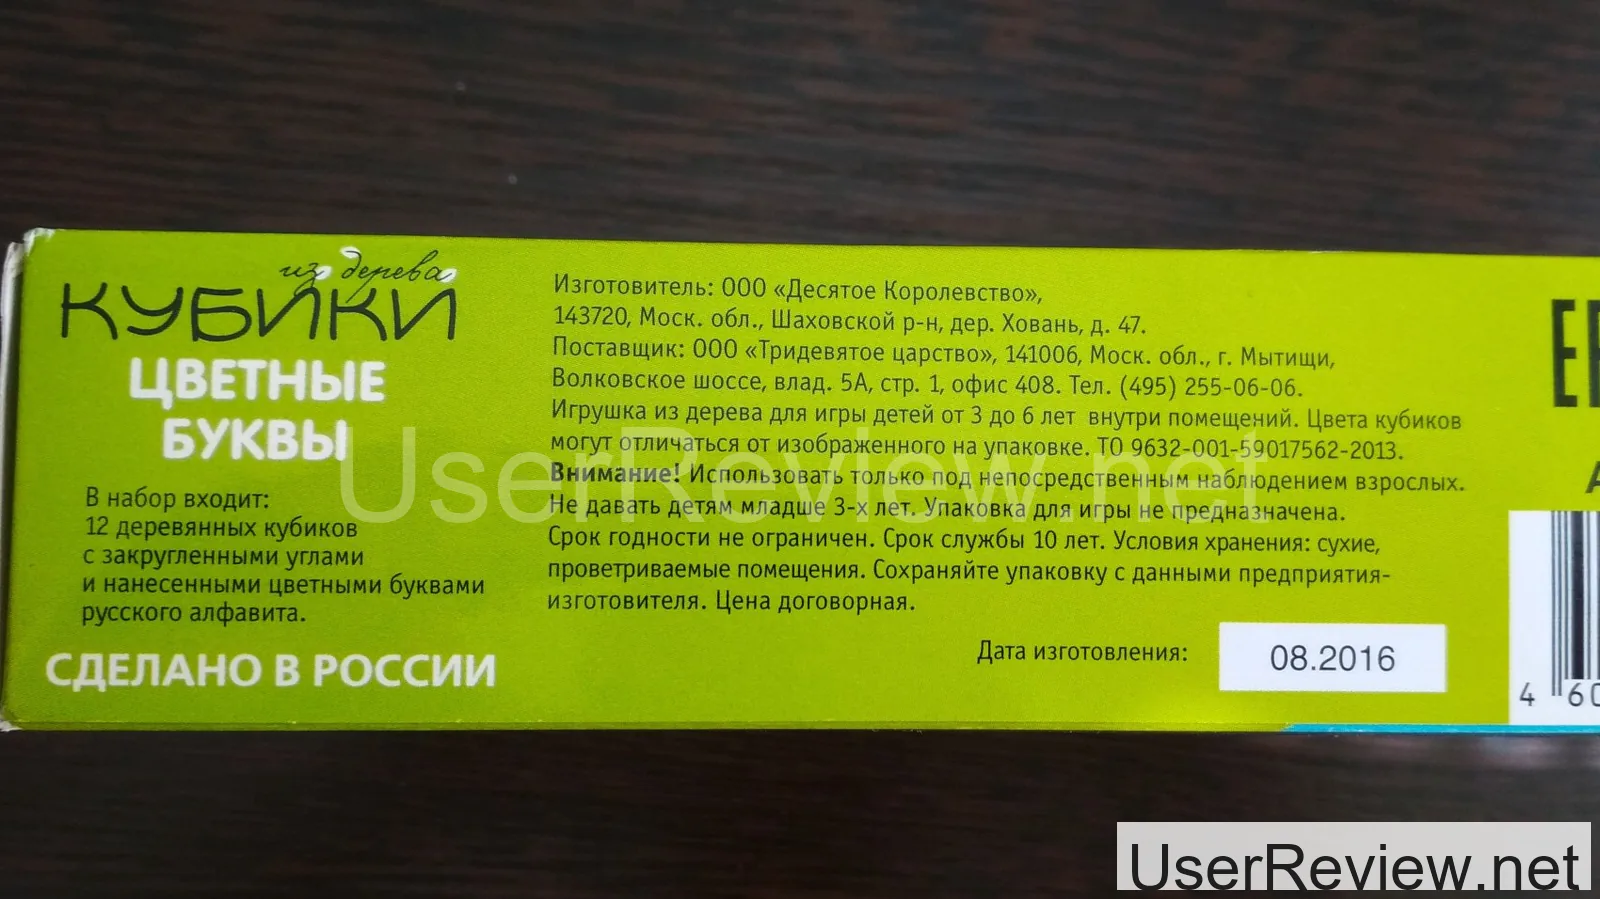 из дерева
КУБИКИ
ЦВЕТНЫЕ
БУКВЫ
В набор входит:
12 деревянных кубиков
с закругленными углами
и нанесенными цветными буквами
русского алфавита.
СДЕЛАНО В РОССИИ
Изготовитель: ООО «Десятое Королевство»,
143720, Моск. обл., Шаховской р-н, дер. Ховань, д. 47.
Поставщик: ООО «Тридевятое царство», 141006, Моск. обл., г. Мытищи,
Волковское шоссе, влад. 5А, стр. 1, офис 408. Тел. (495) 255-06-06.
Игрушка из дерева для игры детей от 3 до 6 лет внутри помещений. Цвета кубиков
могут отличаться от изображенного на упаковке. ТО 9632-001-59017562-2013.
Внимание! Использовать только под непосредственным наблюдением взрослых.
Не давать детям младше 3-х лет. Упаковка для игры не предназначена.
Срок годности не ограничен. Срок службы 10 лет. Условия хранения: сухие,
проветриваемые помещения. Сохраняйте упаковку с данными предприятия-
изготовителя. Цена договорная.
Дата изготовления: 08.2016
4 60
UserReview.net
UserReview.net